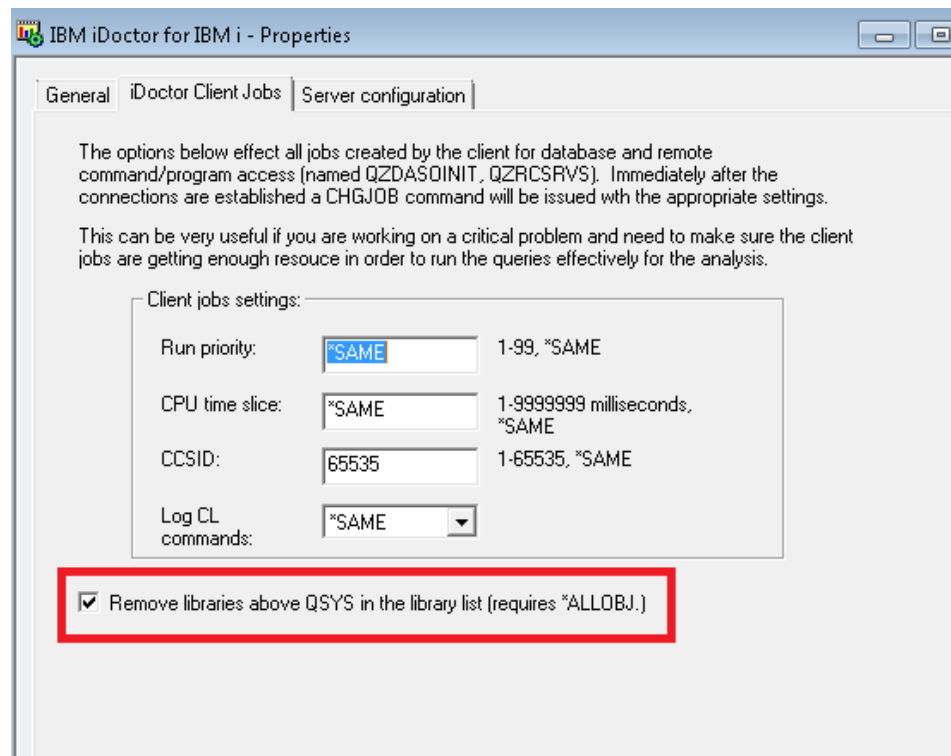 IBM iDoctor for IBM i - Properties
General
iDoctor Client Jobs
Server configuration
The options below effect all jobs created by the client for database and remote
command/program access (named QZDASOINIT, QZRCSRVS).  Immediately after the
connections are established a CHGJOB command will be issued wth the appropriate settings.
This can be very useful if you are working on a critical problem and need to make sure the client
jobs are getting enough resouce in order to run the queries effectively for the analysis.
Client jobs settings:
Run priority: *SAME 1-99, *SAME
CPU time slice: *SAME 1-9999999 milliseconds,
*SAME
CCSID: 65535 1-65535, *SAME
Log CL
commands: *SAME
Remove libraries above QSYS in the library list (requires *ALLOBJ.)